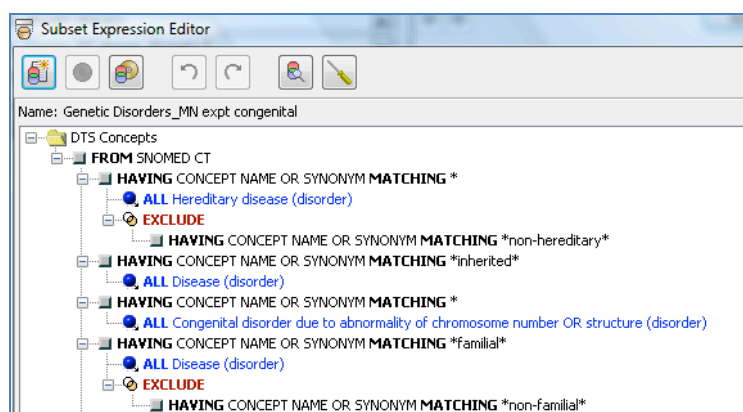 Subset Expression Editor
Name: Genetic Disorders_MN expt congenital
DTS Concepts
FROM SNOMED CT
HAVING CONCEPT NAME OR SYNONYM MATCHING *
ALL Hereditary disease (disorder)
EXCLUDE
HAVING CONCEPT NAME OR SYNONYM MATCHING *non-hereditary*
HAVING CONCEPT NAME OR SYNONYM MATCHING *inherited*
ALL Disease (disorder)
HAVING CONCEPT NAME OR SYNONYM MATCHING *
ALL Congenital disorder due to abnormality of chromosome number OR structure (disorder)
HAVING CONCEPT NAME OR SYNONYM MATCHING *familial*
ALL Disease (disorder)
EXCLUDE
HAVING CONCEPT NAME OR SYNONYM MATCHING *non-familial*